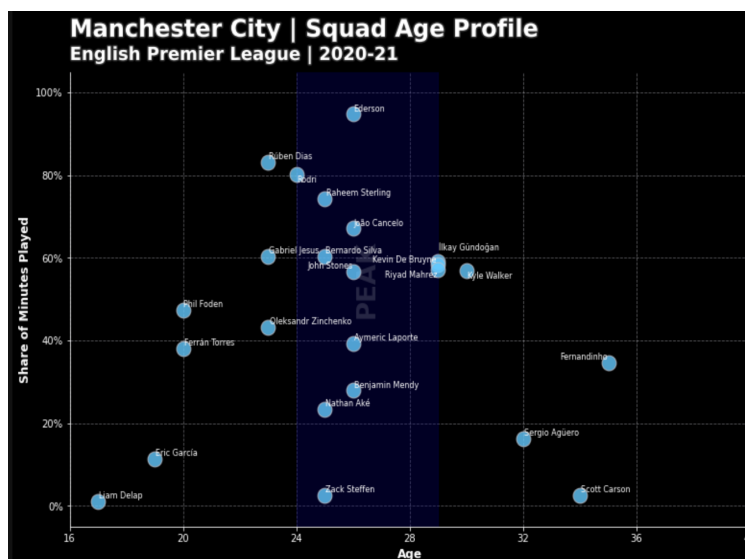 Manchester City | Squad Age Profile
English Premier League | 2020-21
100%
80%
60%
40%
20%
0%
Share of Minutes Played
Ederson
Rúben Dias
Rodri
Raheem Sterling
João Cancelo
İlkay Gündoğan
Gabriel Jesus
Bernardo Silva
Kevin De Bruyne
John Stones
Riyad Mahrez
Kyle Walker
PEAK
Phil Foden
Oleksandr Zinchenko
Ferrán Torres
Aymeric Laporte
Fernandinho
Benjamin Mendy
Nathan Aké
Sergio Agüero
Eric García
Liam Delap
Zack Steffen
Scott Carson
16 20 24 28 32 36
Age